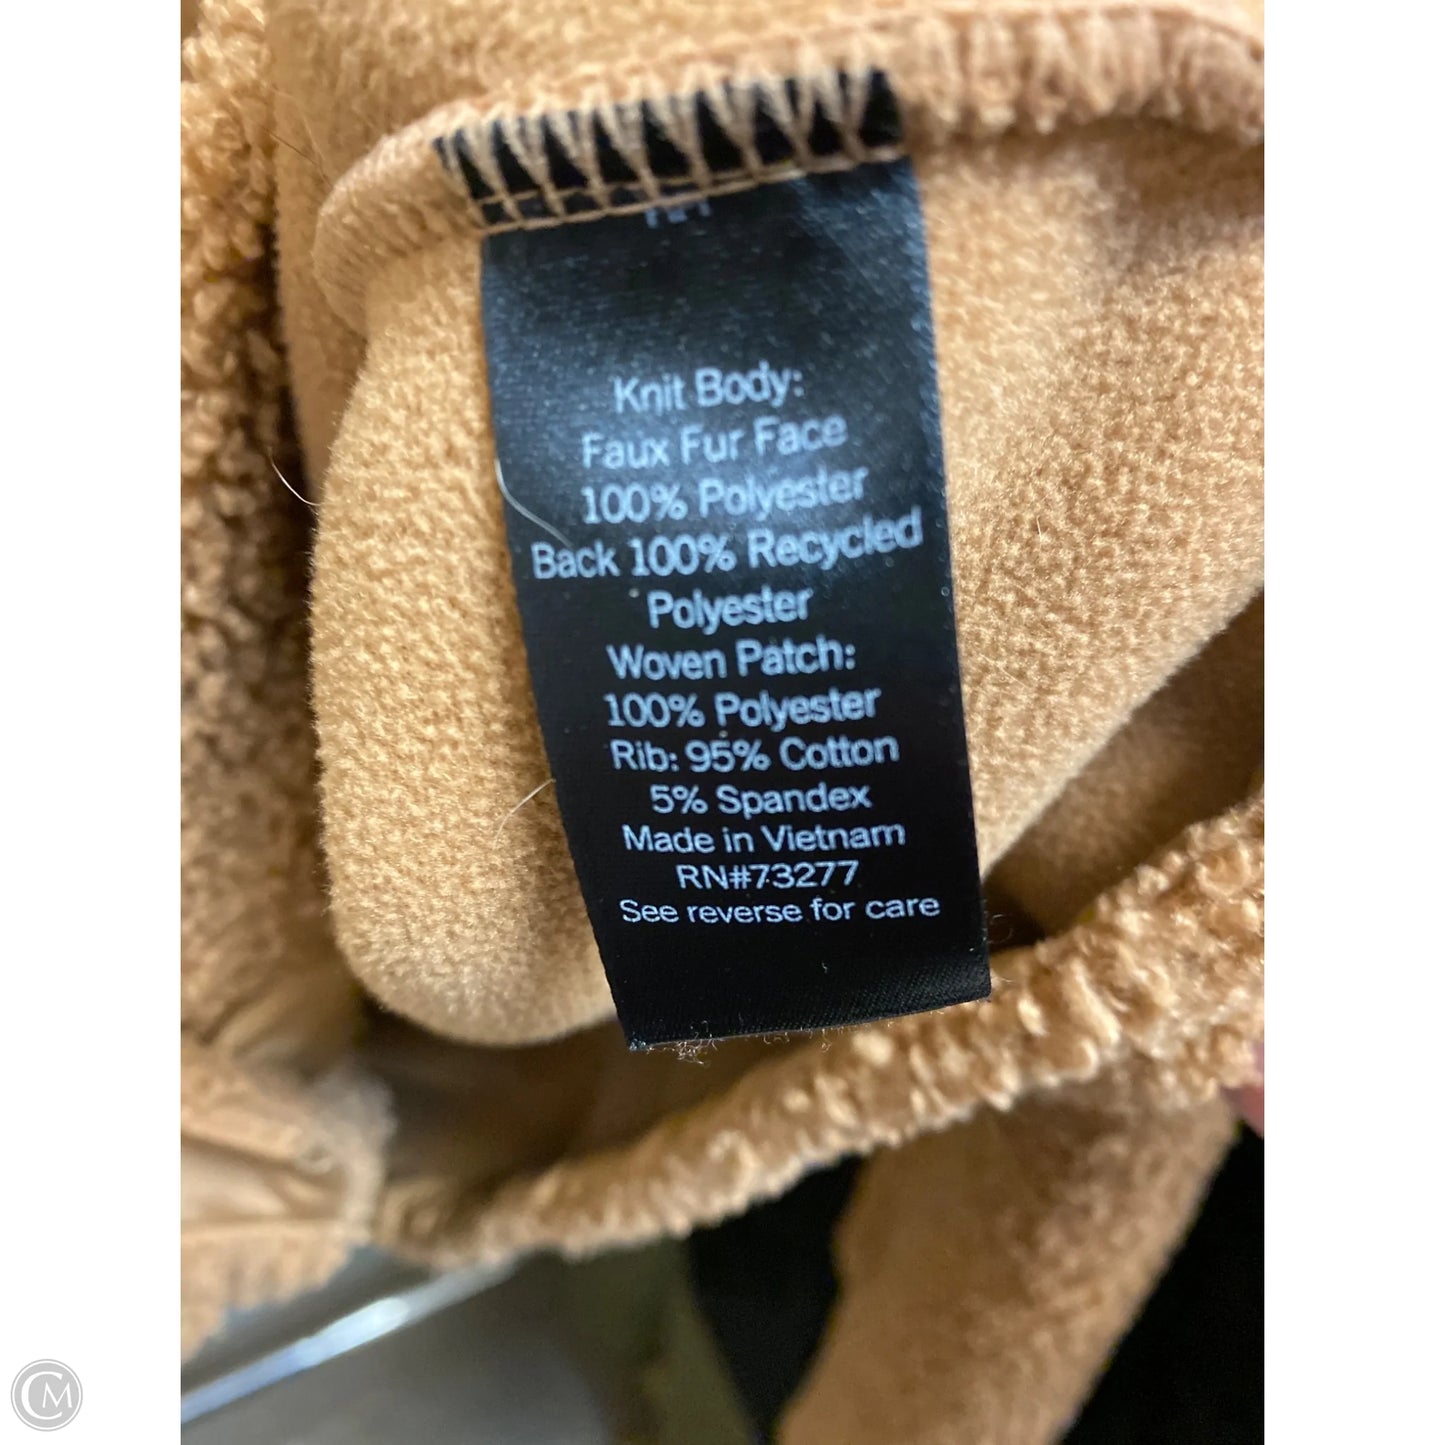 Knit Body:
Faux Fur Face
100% Polyester
Back 100% Recycled
Polyester
Woven Patch:
100% Polyester
Rib: 95% Cotton
5% Spandex
Made in Vietnam
RN#73277
See reverse for care
CM